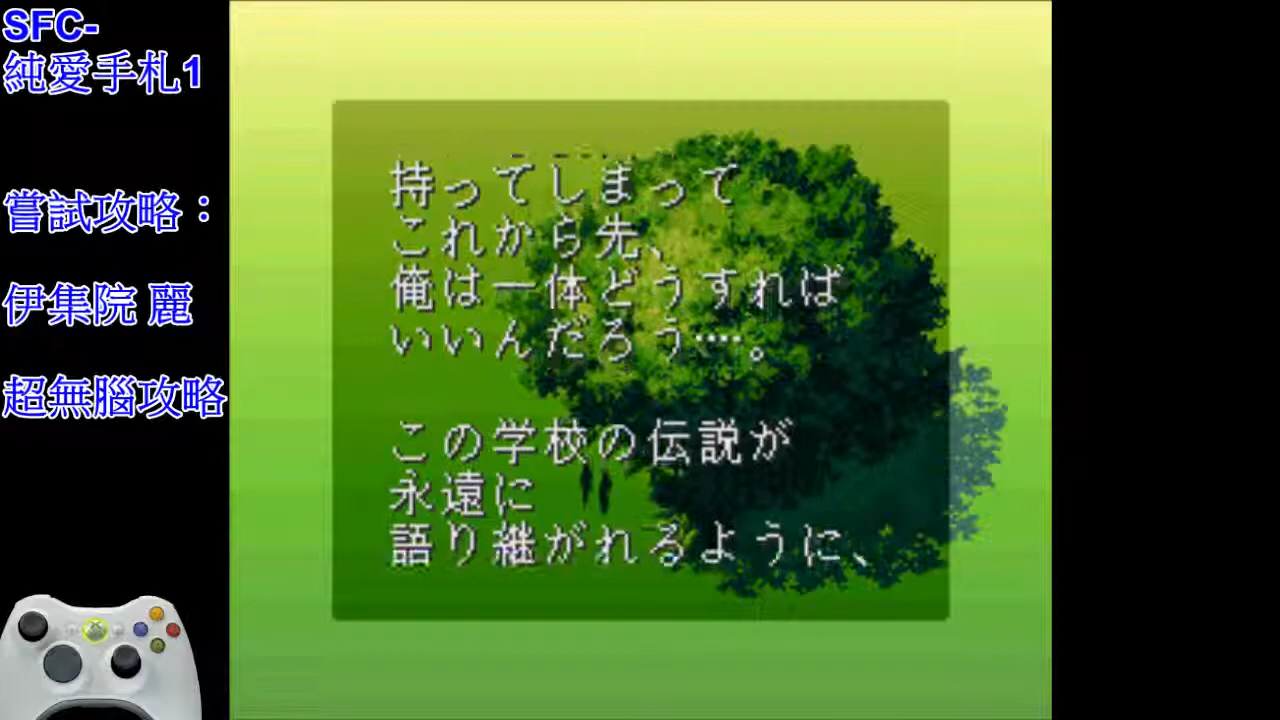 SFC-
純愛手札1
嘗試攻略：
伊集院 麗
超無腦攻略
持ってしまって
これから先、
俺は一体どうすれば
いいんだろう…。
この学校の伝説が
永遠に
語り継がれるように、